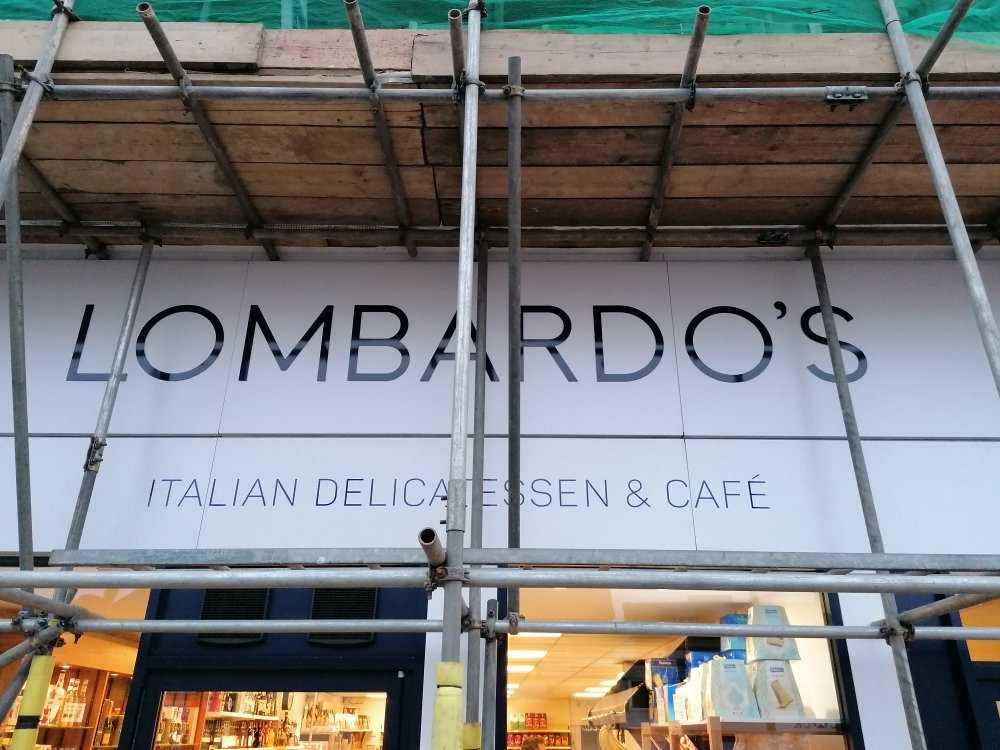 LOMBARDO'S
ITALIAN DELICATESSEN & CAFÉ